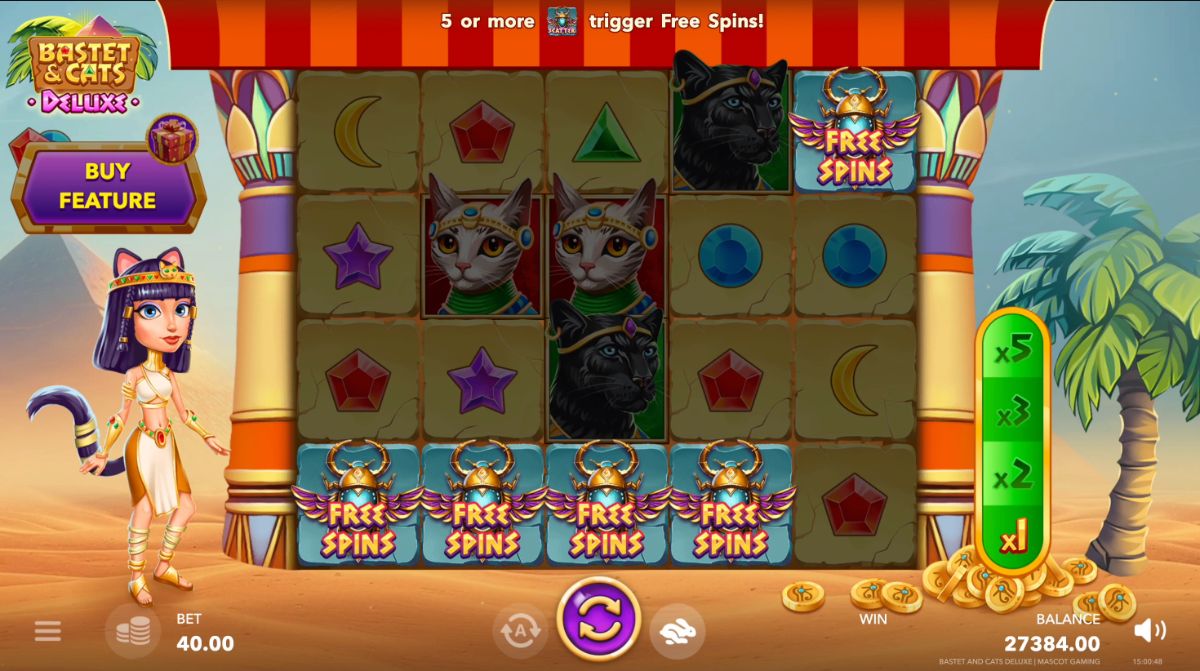 5 or more SCATTER trigger Free Spins!
BASTET
& CATS
DELUXE
BUY
FEATURE
FREE
SPINS
FREE
SPINS
FREE
SPINS
FREE
SPINS
FREE
SPINS
x5
x3
x2
x1
A
BET
40.00
WIN
BALANCE
27384.00
BASTET AND CATS DELUXE | MASCOT GAMING
15:00:48